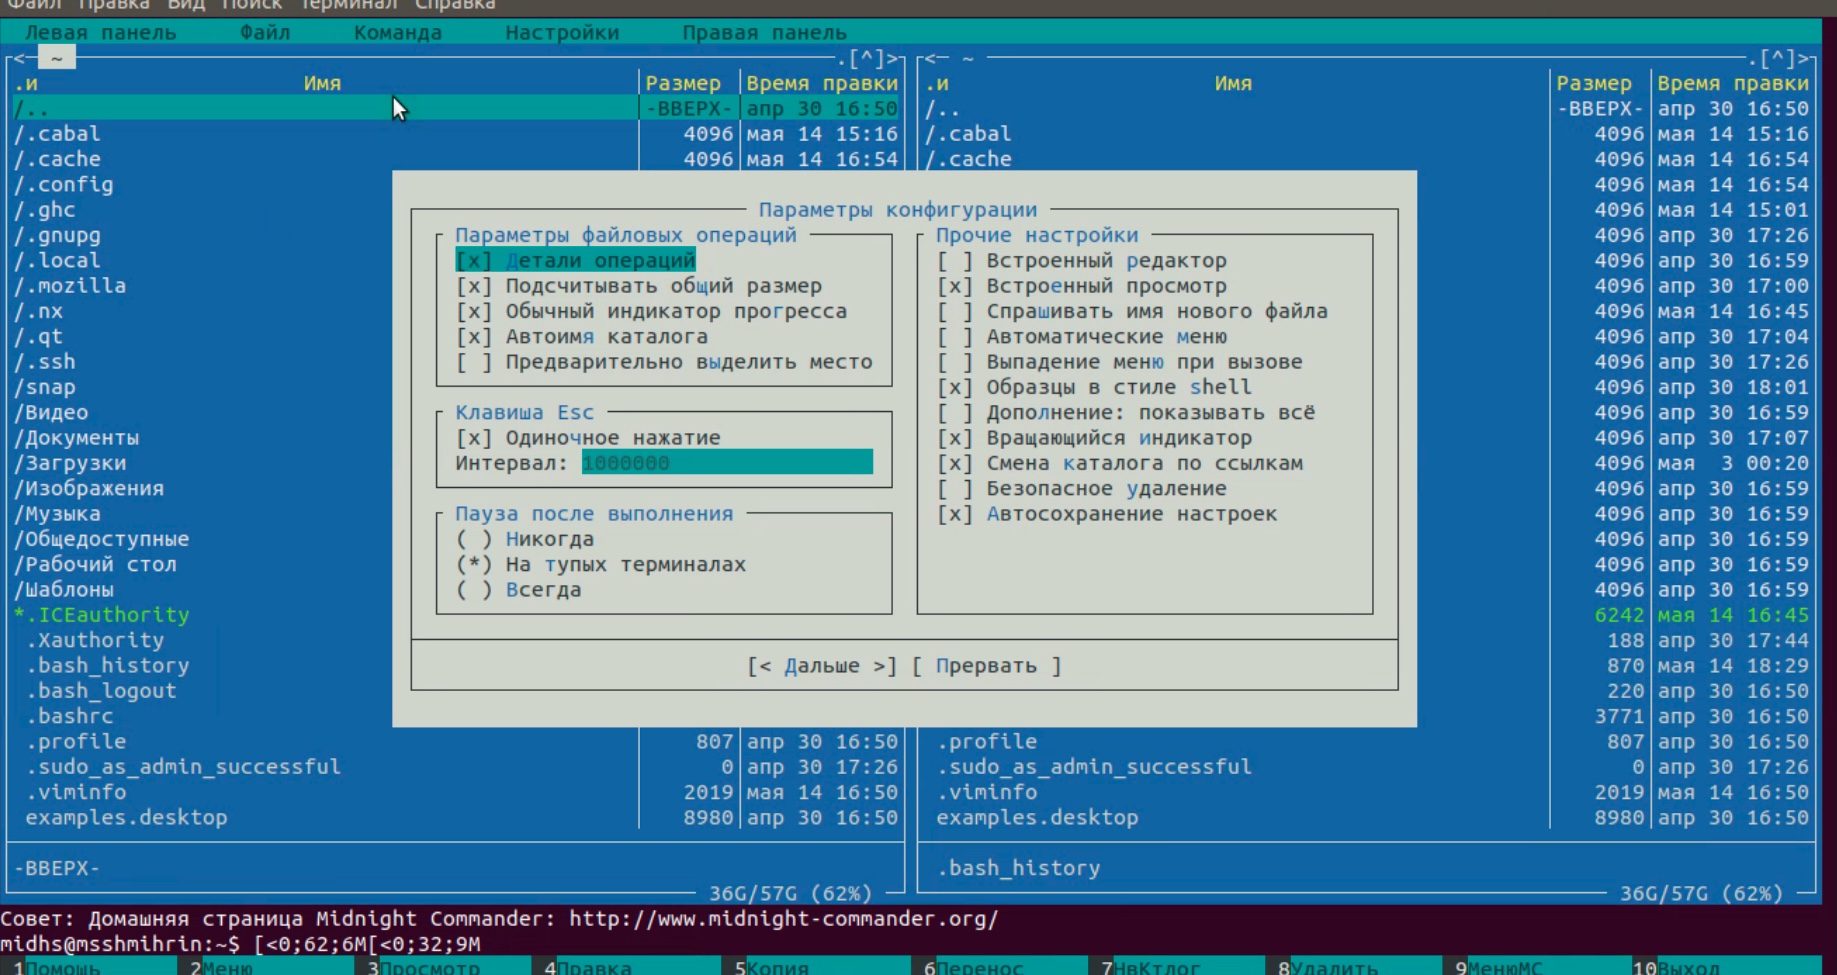 Файл Правка Вид Поиск Терминал Справка
Левая панель Файл Команда Настройки Правая панель
<- ~ .[^]> <- ~ .[^]>
.и Имя Размер Время правки .и Имя Размер Время правки
/.. -ВВЕРХ- апр 30 16:50 /.. -ВВЕРХ- апр 30 16:50
/.cabal 4096 мая 14 15:16 /.cabal 4096 мая 14 15:16
/.cache 4096 мая 14 16:54 /.cache 4096 мая 14 16:54
/.config 4096 мая 14 16:54
/.ghc 4096 мая 14 15:01
/.gnupg 4096 апр 30 17:26
/.local 4096 апр 30 16:59
/.mozilla 4096 апр 30 17:00
/.nx 4096 мая 14 16:45
/.qt 4096 апр 30 17:04
/.ssh 4096 апр 30 17:26
/snap 4096 апр 30 18:01
/Видео 4096 апр 30 16:59
/Документы 4096 апр 30 17:07
/Загрузки 4096 мая 3 00:20
/Изображения 4096 апр 30 16:59
/Музыка 4096 апр 30 16:59
/Общедоступные 4096 апр 30 16:59
/Рабочий стол 4096 апр 30 16:59
/Шаблоны 4096 апр 30 16:59
*.ICEauthority 6242 мая 14 16:45
.Xauthority 188 апр 30 17:44
.bash_history 870 мая 14 18:29
.bash_logout 220 апр 30 16:50
.bashrc 3771 апр 30 16:50
.profile 807 апр 30 16:50 .profile 807 апр 30 16:50
.sudo_as_admin_successful 0 апр 30 17:26 .sudo_as_admin_successful 0 апр 30 17:26
.viminfo 2019 мая 14 16:50 .viminfo 2019 мая 14 16:50
examples.desktop 8980 апр 30 16:50 examples.desktop 8980 апр 30 16:50
Параметры конфигурации
Параметры файловых операций
[x] Детали операций
[x] Подсчитывать общий размер
[x] Обычный индикатор прогресса
[x] Автоимя каталога
[ ] Предварительно выделить место
Клавиша Esc
[x] Одиночное нажатие
Интервал: 1000000
Пауза после выполнения
( ) Никогда
(*) На тупых терминалах
( ) Всегда
Прочие настройки
[ ] Встроенный редактор
[x] Встроенный просмотр
[ ] Спрашивать имя нового файла
[ ] Автоматические меню
[ ] Выпадение меню при вызове
[x] Образцы в стиле shell
[ ] Дополнение: показывать всё
[x] Вращающийся индикатор
[x] Смена каталога по ссылкам
[ ] Безопасное удаление
[x] Автосохранение настроек
[< Дальше >] [ Прервать ]
-ВВЕРХ- .bash_history
36G/57G (62%) 36G/57G (62%)
Совет: Домашняя страница Midnight Commander: http://www.midnight-commander.org/
midhs@msshmihrin:~$ [<0;62;6M[<0;32;9M
1Помощь 2Меню 3Просмотр 4Правка 5Копия 6Перенос 7НвКтлог 8Удалить 9МенюMC 10Выход